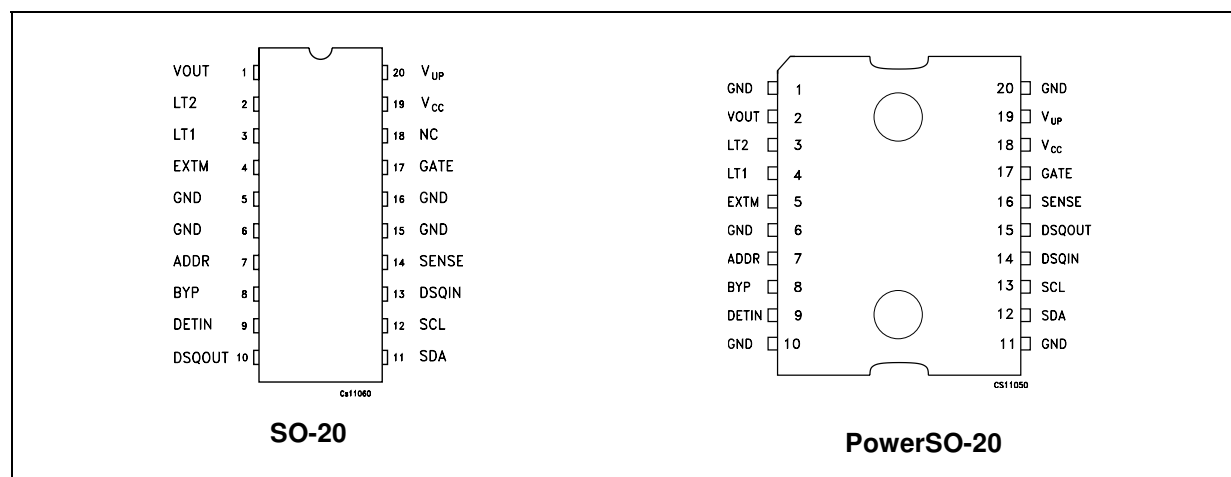 VOUT 1 20 VUP
LT2 2 19 VCC
LT1 3 18 NC
EXTM 4 17 GATE
GND 5 16 GND
GND 6 15 GND
ADDR 7 14 SENSE
BYP 8 13 DSQIN
DETIN 9 12 SCL
DSQOUT 10 11 SDA
Cs11060
SO-20
GND 1 20 GND
VOUT 2 19 VUP
LT2 3 18 VCC
LT1 4 17 GATE
EXTM 5 16 SENSE
GND 6 15 DSQOUT
ADDR 7 14 DSQIN
BYP 8 13 SCL
DETIN 9 12 SDA
GND 10 11 GND
CS11050
PowerSO-20